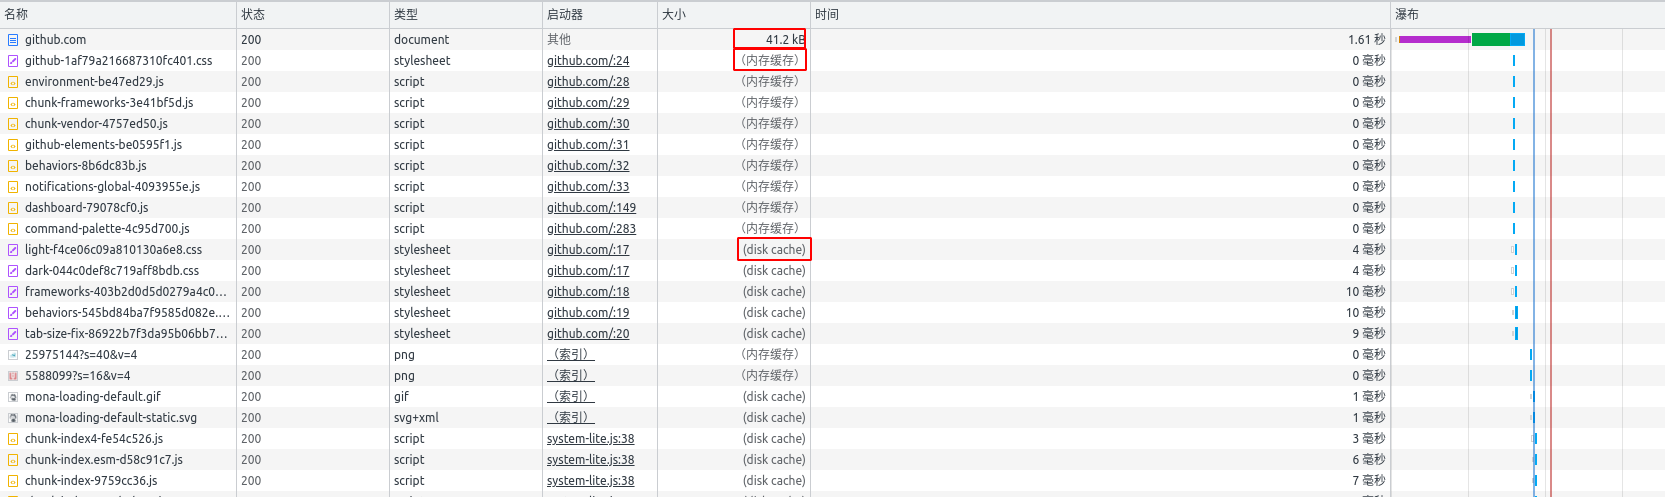 名称 状态 类型 启动器 大小 时间 瀑布
github.com 200 document 其他 41.2 kB 1.61 秒
github-1af79a216687310fc401.css 200 stylesheet github.com/:24 （内存缓存） 0 毫秒
environment-be47ed29.js 200 script github.com/:28 （内存缓存） 0 毫秒
chunk-frameworks-3e41bf5d.js 200 script github.com/:29 （内存缓存） 0 毫秒
chunk-vendor-4757ed50.js 200 script github.com/:30 （内存缓存） 0 毫秒
github-elements-be0595f1.js 200 script github.com/:31 （内存缓存） 0 毫秒
behaviors-8b6dc83b.js 200 script github.com/:32 （内存缓存） 0 毫秒
notifications-global-4093955e.js 200 script github.com/:33 （内存缓存） 0 毫秒
dashboard-79078cf0.js 200 script github.com/:149 （内存缓存） 0 毫秒
command-palette-4c95d700.js 200 script github.com/:283 （内存缓存） 0 毫秒
light-f4ce06c09a810130a6e8.css 200 stylesheet github.com/:17 (disk cache) 4 毫秒
dark-044c0def8c719aff8bdb.css 200 stylesheet github.com/:17 (disk cache) 4 毫秒
frameworks-403b2d0d5d0279a4c0... 200 stylesheet github.com/:18 (disk cache) 10 毫秒
behaviors-545bd84ba7f9585d082e.... 200 stylesheet github.com/:19 (disk cache) 10 毫秒
tab-size-fix-86922b7f3da95b06bb7... 200 stylesheet github.com/:20 (disk cache) 9 毫秒
25975144?s=40&v=4 200 png （索引） （内存缓存） 0 毫秒
5588099?s=16&v=4 200 png （索引） （内存缓存） 0 毫秒
mona-loading-default.gif 200 gif （索引） (disk cache) 1 毫秒
mona-loading-default-static.svg 200 svg+xml （索引） (disk cache) 1 毫秒
chunk-index4-fe54c526.js 200 script system-lite.js:38 (disk cache) 3 毫秒
chunk-index.esm-d58c91c7.js 200 script system-lite.js:38 (disk cache) 6 毫秒
chunk-index-9759cc36.js 200 script system-lite.js:38 (disk cache) 7 毫秒